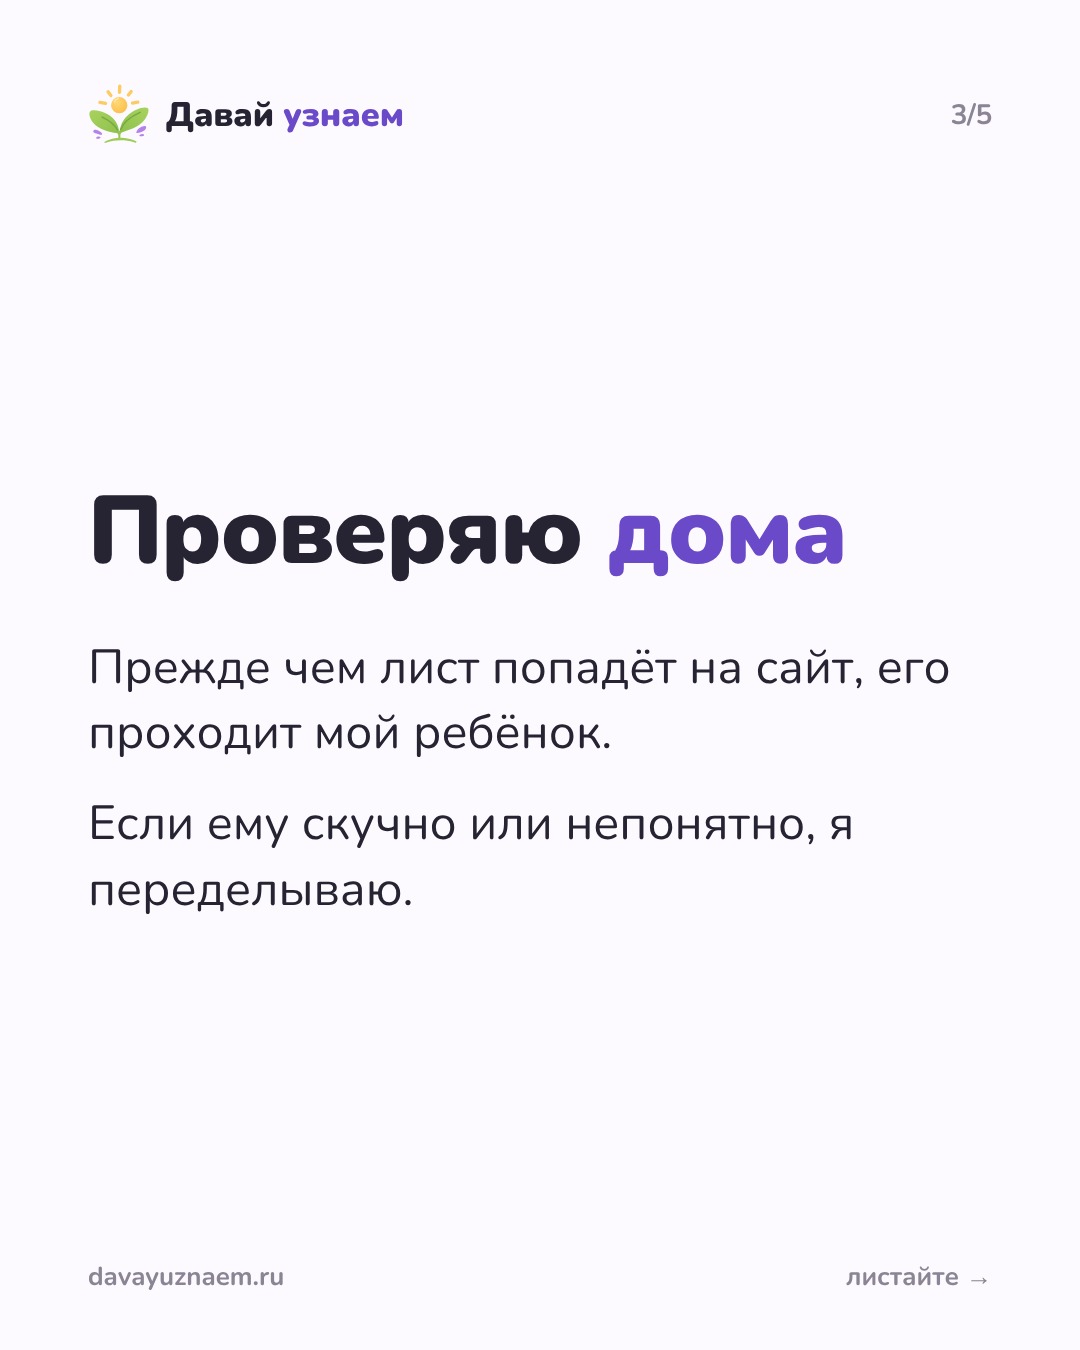 Давай узнаем
3/5
Проверяю дома
Прежде чем лист попадёт на сайт, его
проходит мой ребёнок.
Если ему скучно или непонятно, я
переделываю.
davayuznaem.ru
листайте →